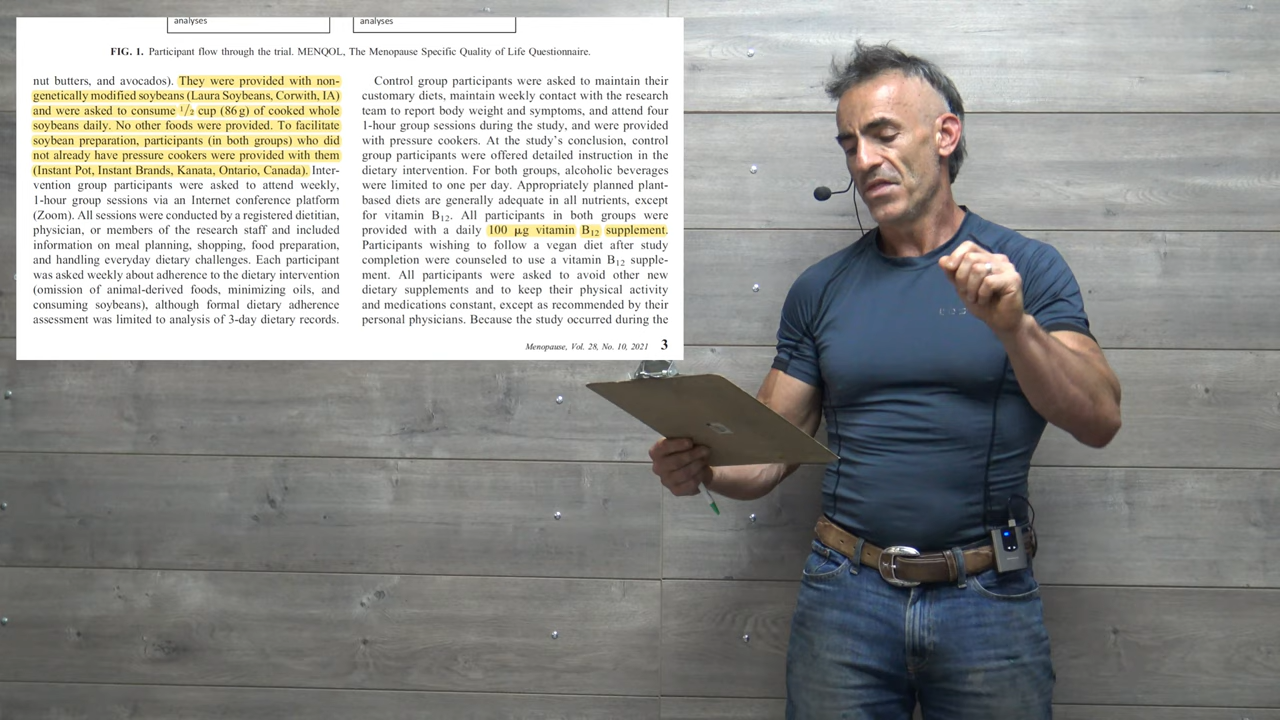 analyses
analyses
FIG. 1. Participant flow through the trial. MENQOL, The Menopause Specific Quality of Life Questionnaire.
nut butters, and avocados). They were provided with non-
genetically modified soybeans (Laura Soybeans, Corwith, IA)
and were asked to consume 1/2 cup (86 g) of cooked whole
soybeans daily. No other foods were provided. To facilitate
soybean preparation, participants (in both groups) who did
not already have pressure cookers were provided with them
(Instant Pot, Instant Brands, Kanata, Ontario, Canada). Inter-
vention group participants were asked to attend weekly,
1-hour group sessions via an Internet conference platform
(Zoom). All sessions were conducted by a registered dietitian,
physician, or members of the research staff and included
information on meal planning, shopping, food preparation,
and handling everyday dietary challenges. Each participant
was asked weekly about adherence to the dietary intervention
(omission of animal-derived foods, minimizing oils, and
consuming soybeans), although formal dietary adherence
assessment was limited to analysis of 3-day dietary records.
Control group participants were asked to maintain their
customary diets, maintain weekly contact with the research
team to report body weight and symptoms, and attend four
1-hour group sessions during the study, and were provided
with pressure cookers. At the study's conclusion, control
group participants were offered detailed instruction in the
dietary intervention. For both groups, alcoholic beverages
were limited to one per day. Appropriately planned plant-
based diets are generally adequate in all nutrients, except
for vitamin B12. All participants in both groups were
provided with a daily 100 μg vitamin B12 supplement.
Participants wishing to follow a vegan diet after study
completion were counseled to use a vitamin B12 supple-
ment. All participants were asked to avoid other new
dietary supplements and to keep their physical activity
and medications constant, except as recommended by their
personal physicians. Because the study occurred during the
Menopause, Vol. 28, No. 10, 2021 3